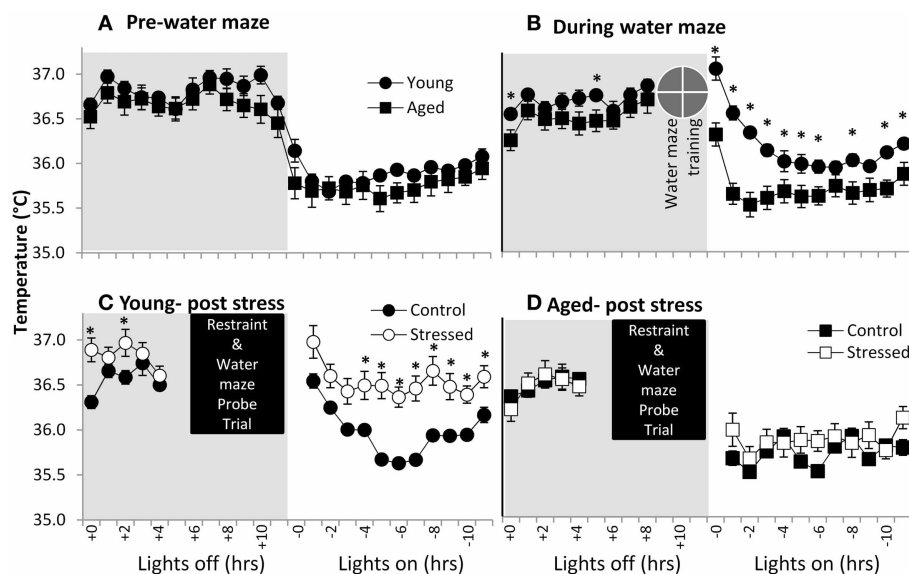 A Pre-water maze
B During water maze
37.0
36.5
36.0
35.5
35.0
Young
Aged
* * * * * * * * * * * *
Water maze
training
Temperature (°C)
C Young- post stress
D Aged- post stress
37.0
36.5
36.0
35.5
35.0
* * * * * * * * *
Restraint
&
Water
maze
Probe
Trial
Control
Stressed
Restraint
&
Water
maze
Probe
Trial
Control
Stressed
+0 +2 +4 +6 +8 +10 -0 -2 -4 -6 -8 -10
+0 +2 +4 +6 +8 +10 -0 -2 -4 -6 -8 -10
Lights off (hrs) Lights on (hrs) Lights off (hrs) Lights on (hrs)